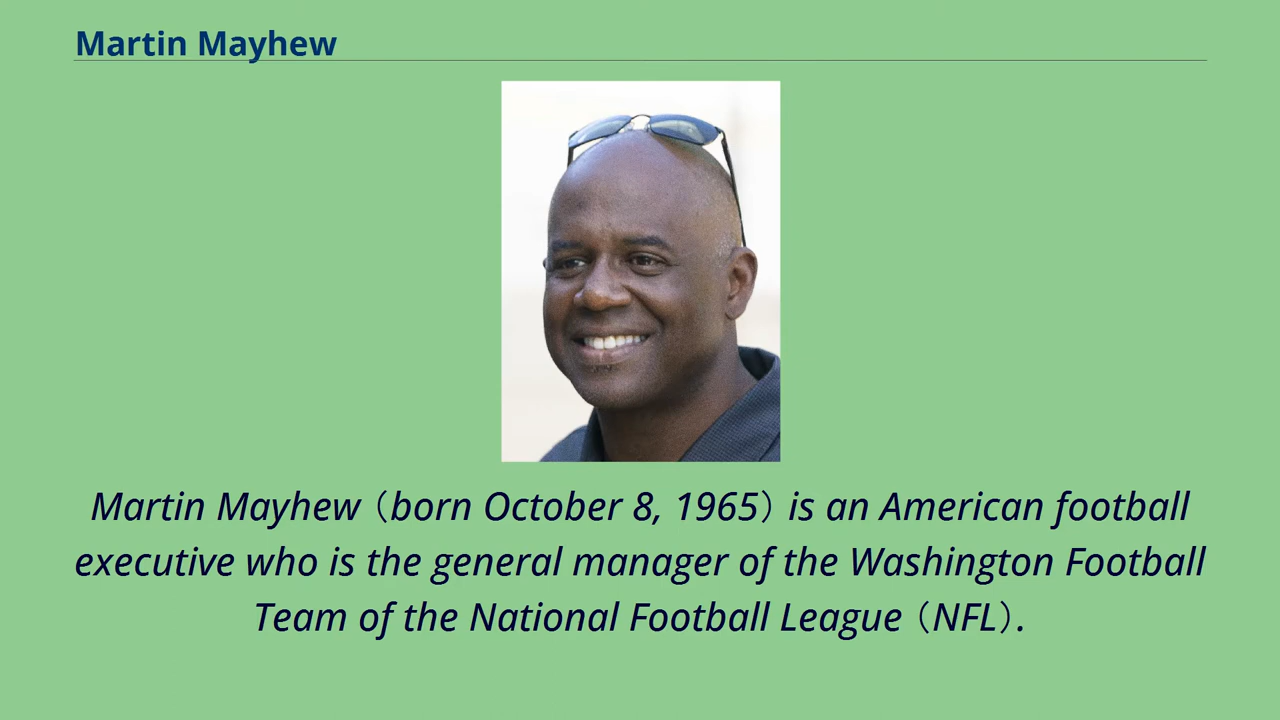 Martin Mayhew
Martin Mayhew（born October 8, 1965）is an American football
executive who is the general manager of the Washington Football
Team of the National Football League（NFL）.